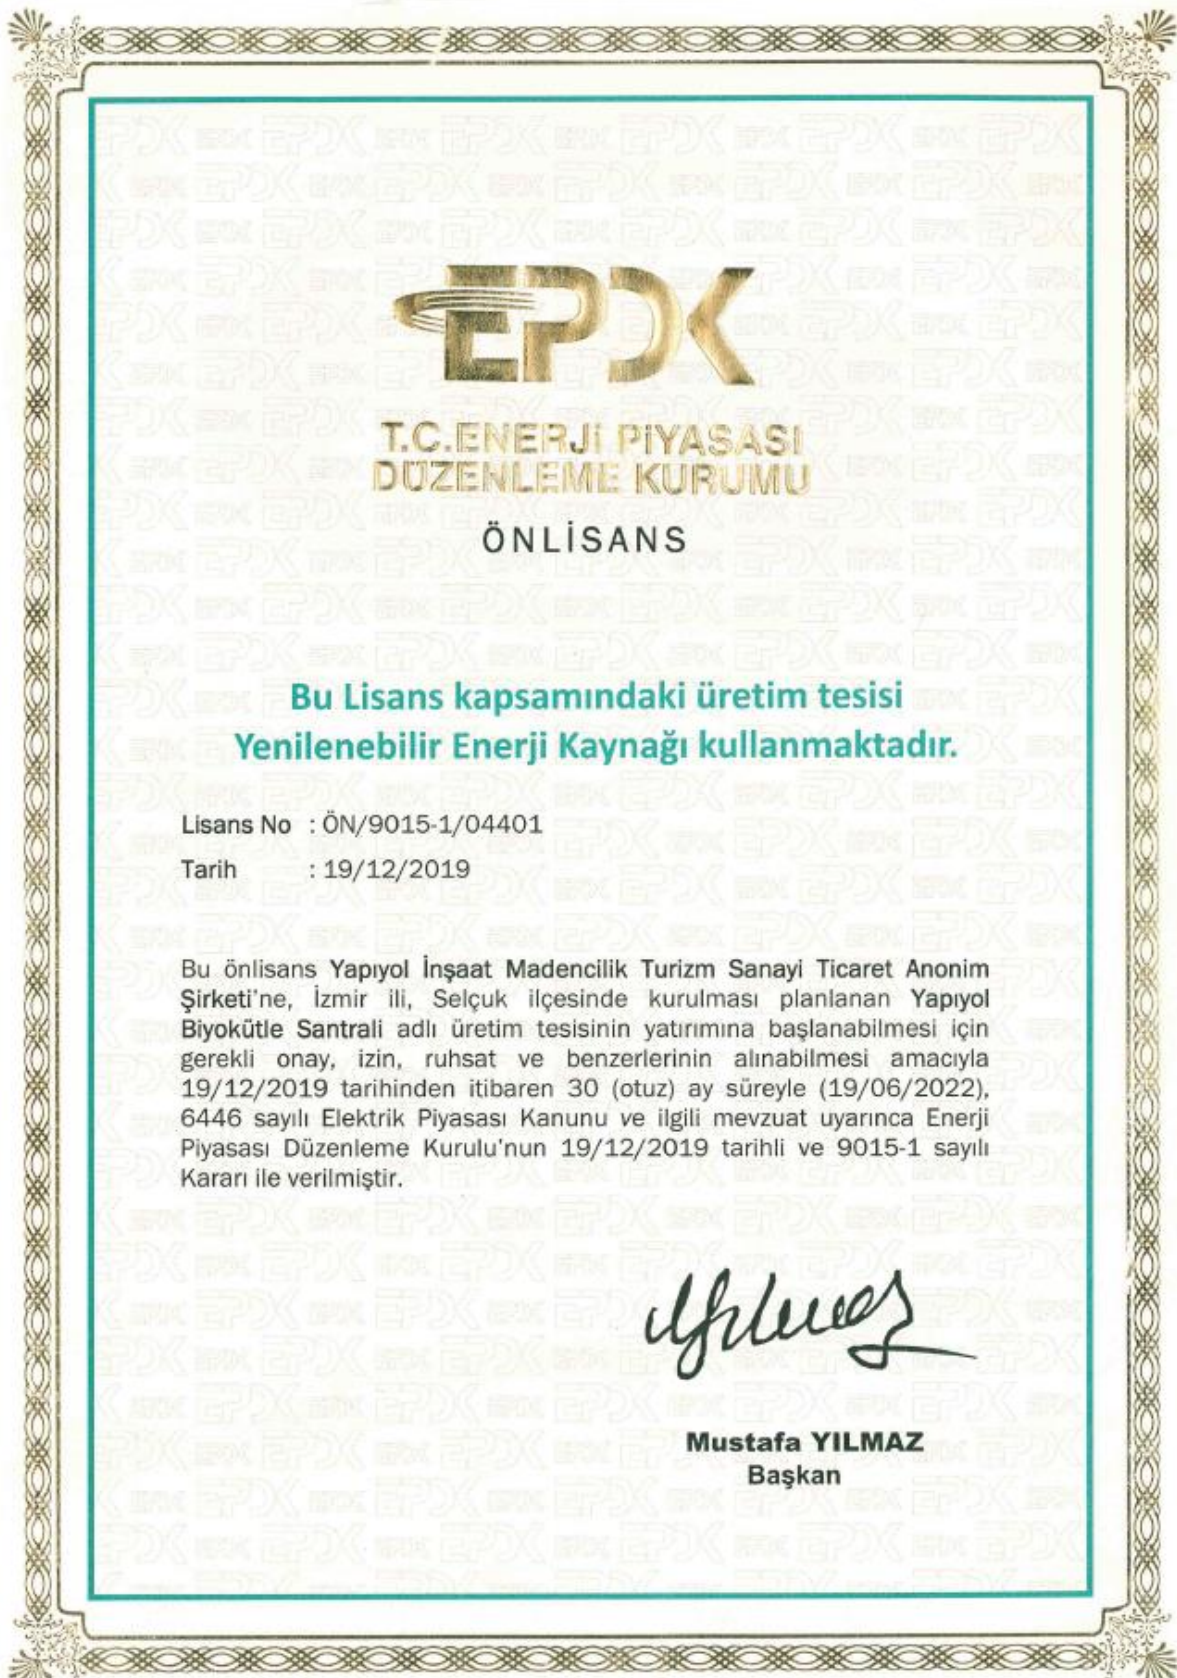 EPDK
T.C.ENERJİ PİYASASI
DÜZENLEME KURUMU
ÖNLİSANS
Bu Lisans kapsamındaki üretim tesisi
Yenilenebilir Enerji Kaynağı kullanmaktadır.
Lisans No : ÖN/9015-1/04401
Tarih : 19/12/2019
Bu önlisans Yapıyol İnşaat Madencilik Turizm Sanayi Ticaret Anonim
Şirketi'ne, İzmir ili, Selçuk ilçesinde kurulması planlanan Yapıyol
Biyokütle Santrali adlı üretim tesisinin yatırımına başlanabilmesi için
gerekli onay, izin, ruhsat ve benzerlerinin alınabilmesi amacıyla
19/12/2019 tarihinden itibaren 30 (otuz) ay süreyle (19/06/2022),
6446 sayılı Elektrik Piyasası Kanunu ve ilgili mevzuat uyarınca Enerji
Piyasası Düzenleme Kurulu'nun 19/12/2019 tarihli ve 9015-1 sayılı
Kararı ile verilmiştir.
Mustafa YILMAZ
Başkan